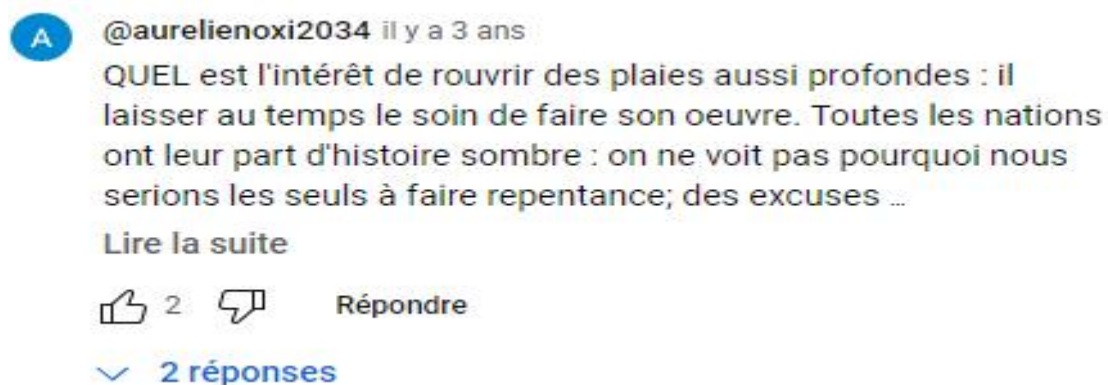 A
@aurelienoxi2034 il y a 3 ans
QUEL est l'intérêt de rouvrir des plaies aussi profondes : il
laisser au temps le soin de faire son oeuvre. Toutes les nations
ont leur part d'histoire sombre : on ne voit pas pourquoi nous
serions les seuls à faire repentance; des excuses ...
Lire la suite
2 Répondre
2 réponses